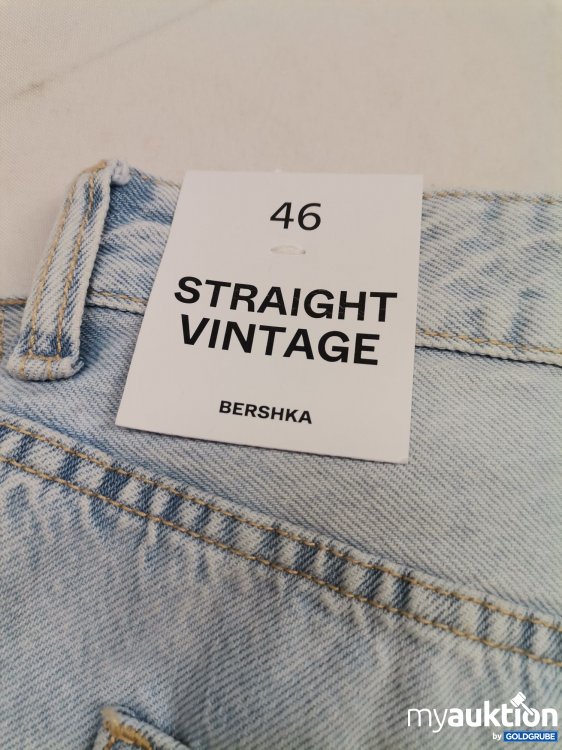 46
STRAIGHT
VINTAGE
BERSHKA
myauktion
by GOLDGRUBE